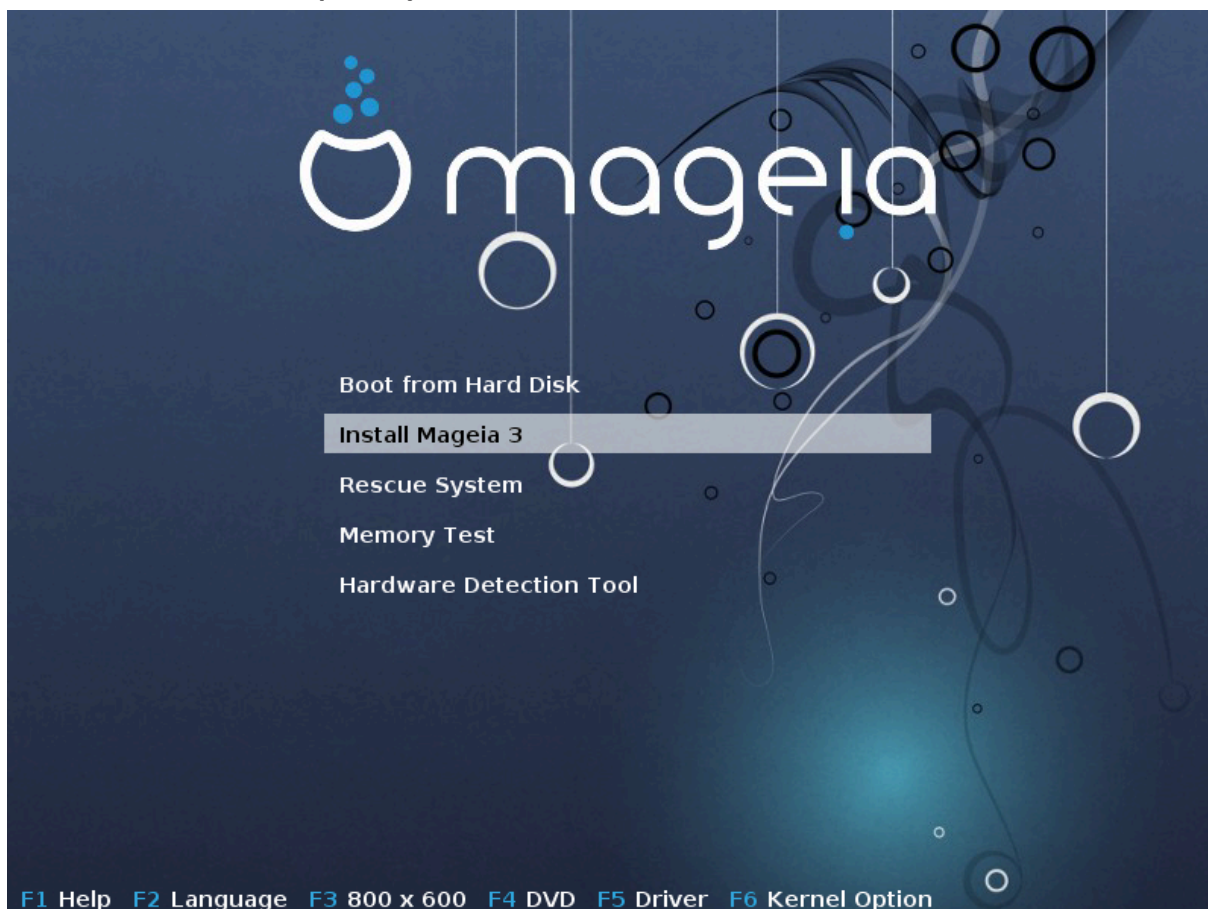 mageia
Boot from Hard Disk
Install Mageia 3
Rescue System
Memory Test
Hardware Detection Tool
F1 Help F2 Language F3 800 x 600 F4 DVD F5 Driver F6 Kernel Option